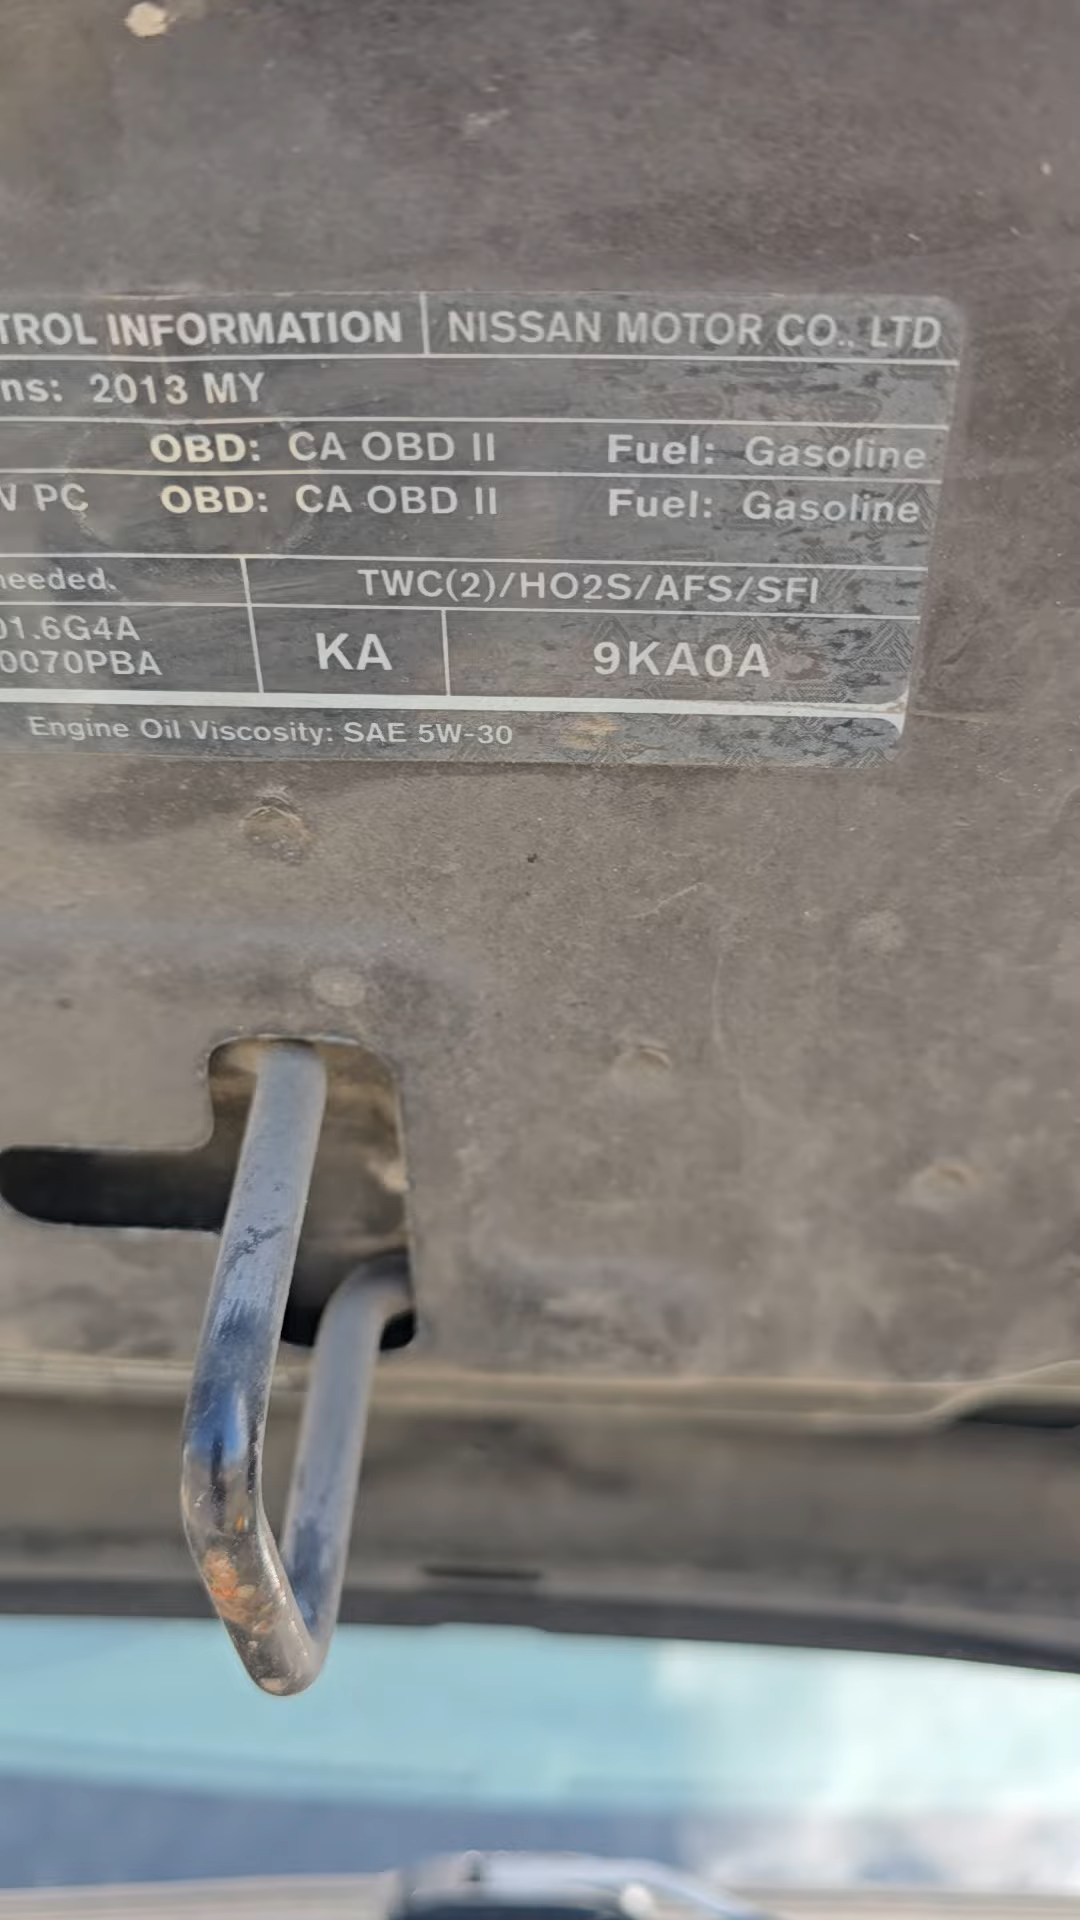 TROL INFORMATION NISSAN MOTOR CO., LTD
ns: 2013 MY
OBD: CA OBD II Fuel: Gasoline
V PC OBD: CA OBD II Fuel: Gasoline
needed. TWC(2)/HO2S/AFS/SFI
01.6G4A
0070PBA KA 9KA0A
Engine Oil Viscosity: SAE 5W-30